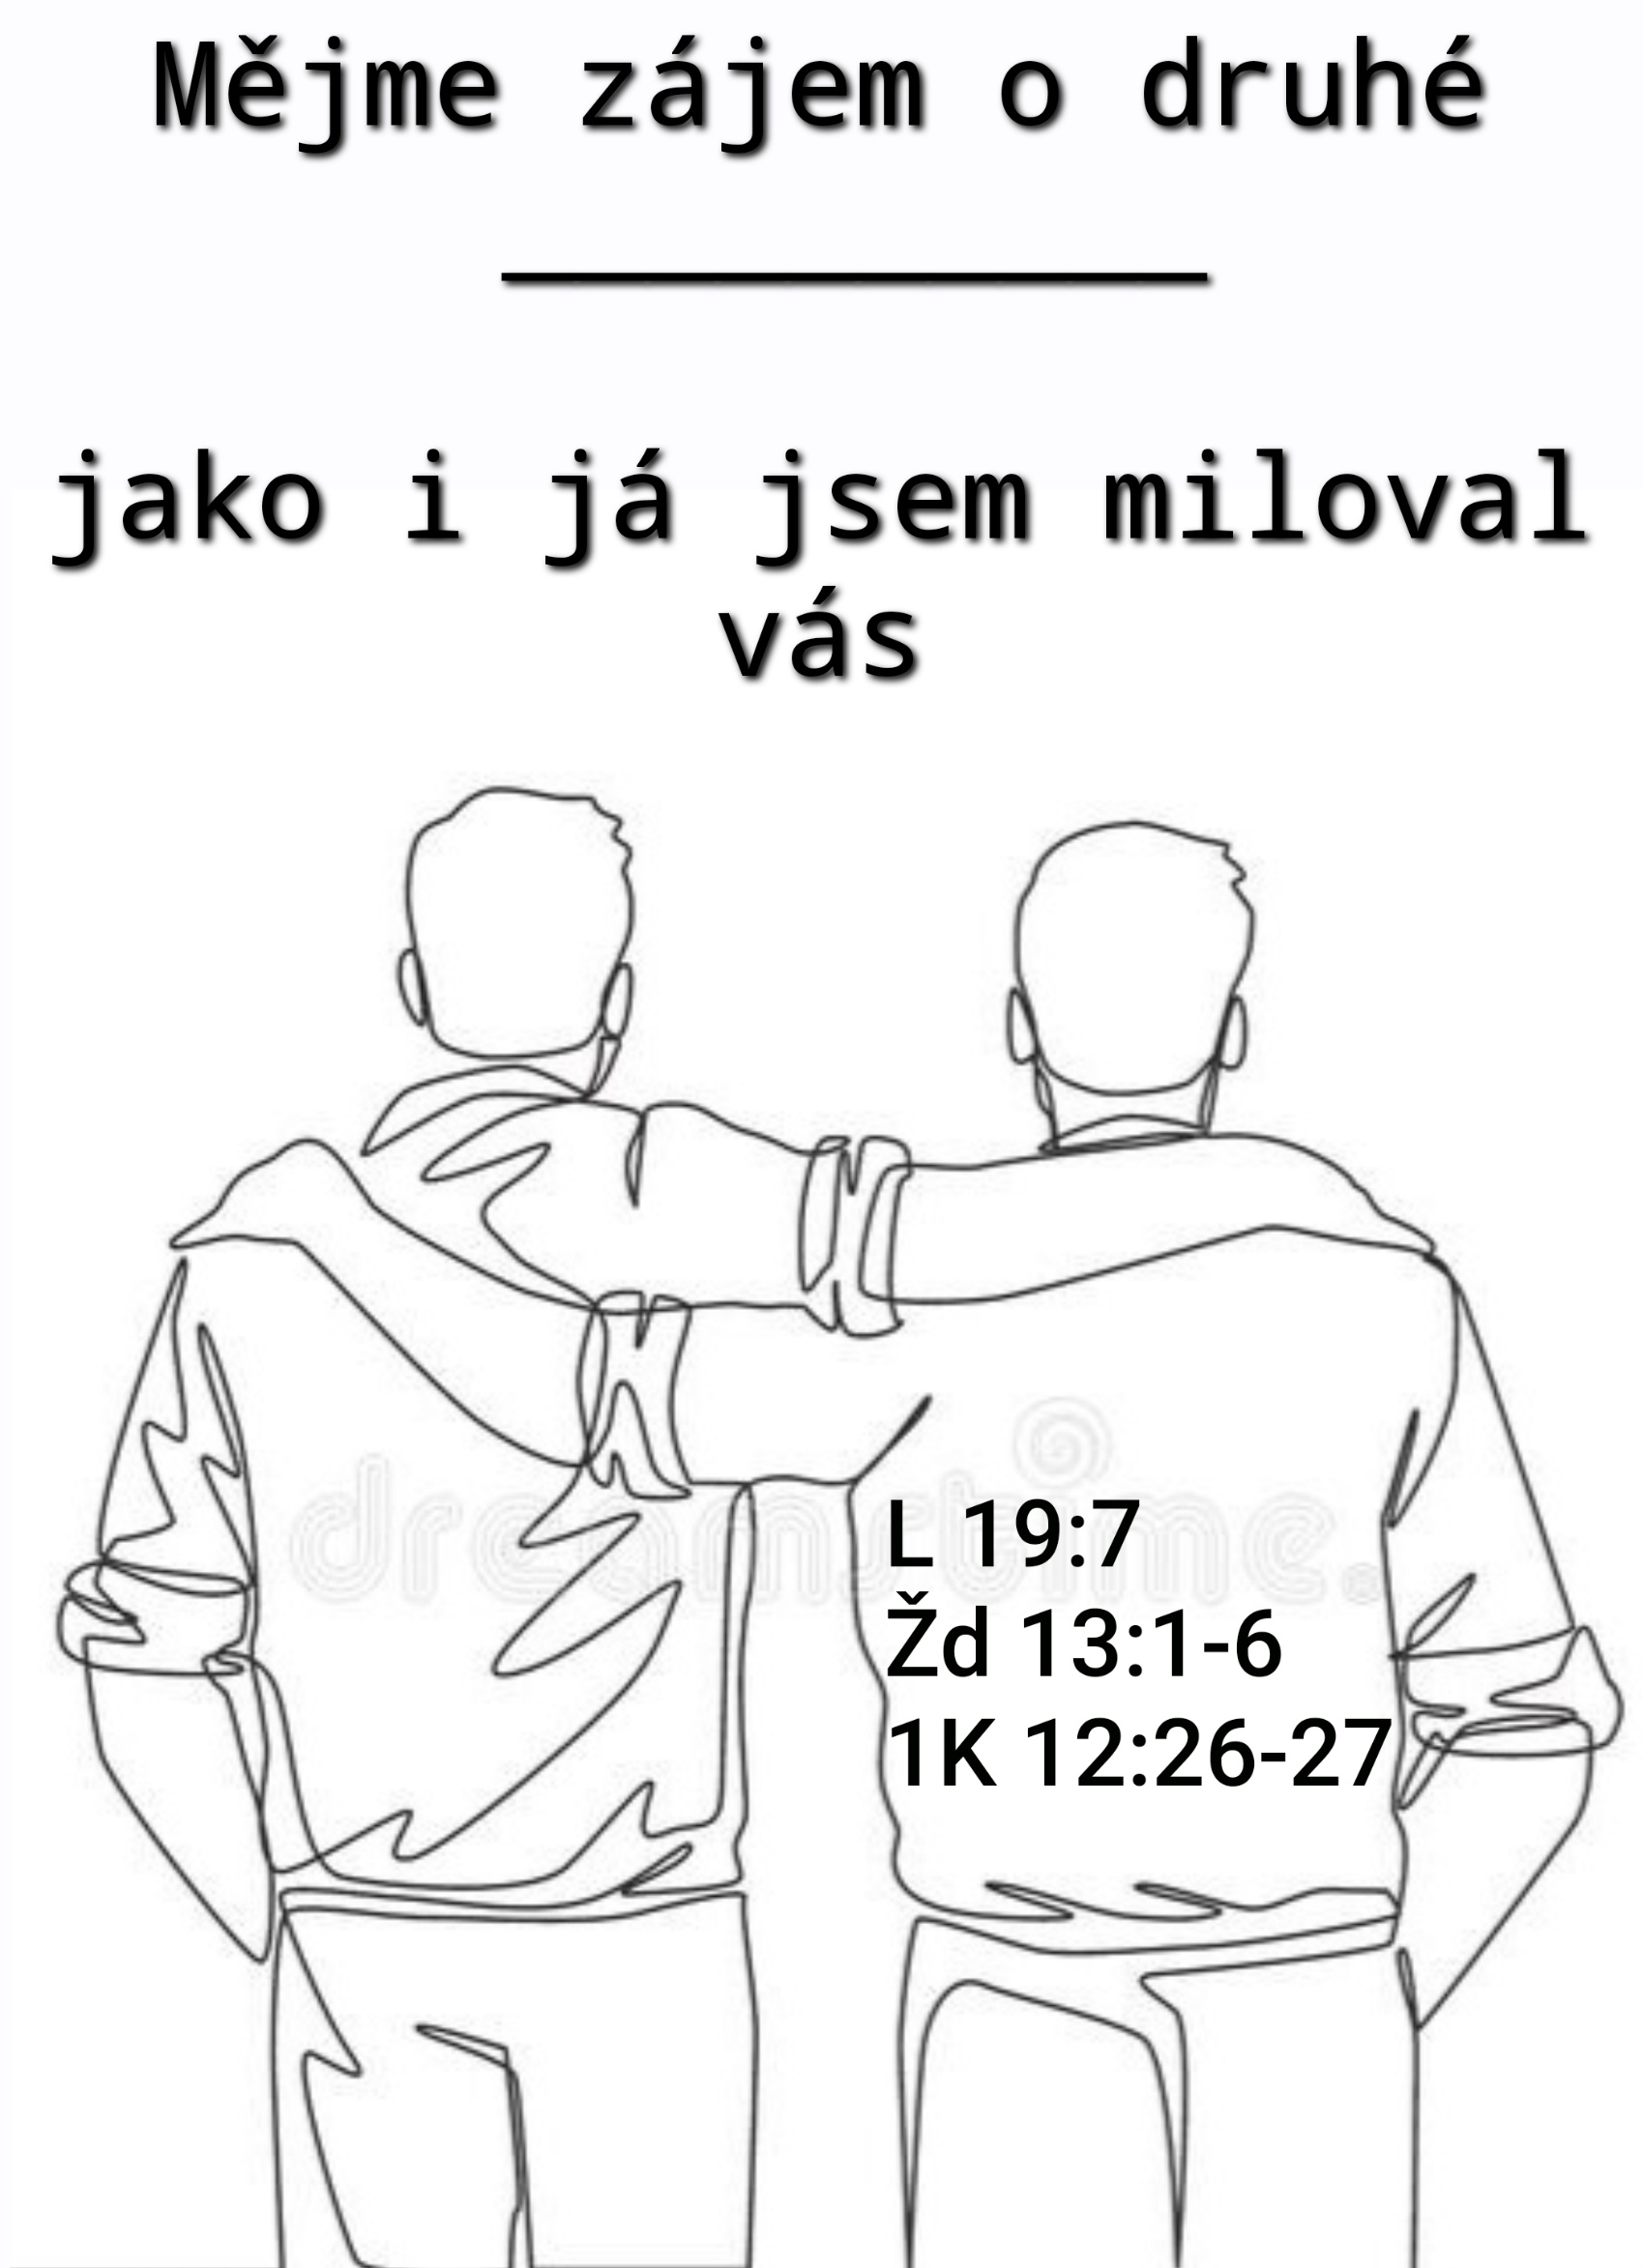 Mějme zájem o druhé
jako i já jsem miloval
vás
dreamstime.
L 19:7
Žd 13:1-6
1K 12:26-27